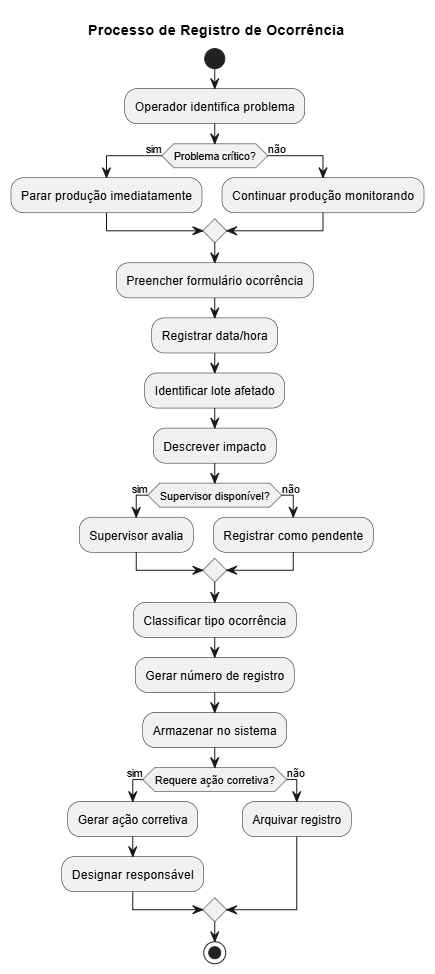 Processo de Registro de Ocorrência
Operador identifica problema
sim
Problema crítico?
não
Parar produção imediatamente
Continuar produção monitorando
Preencher formulário ocorrência
Registrar data/hora
Identificar lote afetado
Descrever impacto
sim
Supervisor disponível?
não
Supervisor avalia
Registrar como pendente
Classificar tipo ocorrência
Gerar número de registro
Armazenar no sistema
sim
Requere ação corretiva?
não
Gerar ação corretiva
Arquivar registro
Designar responsável